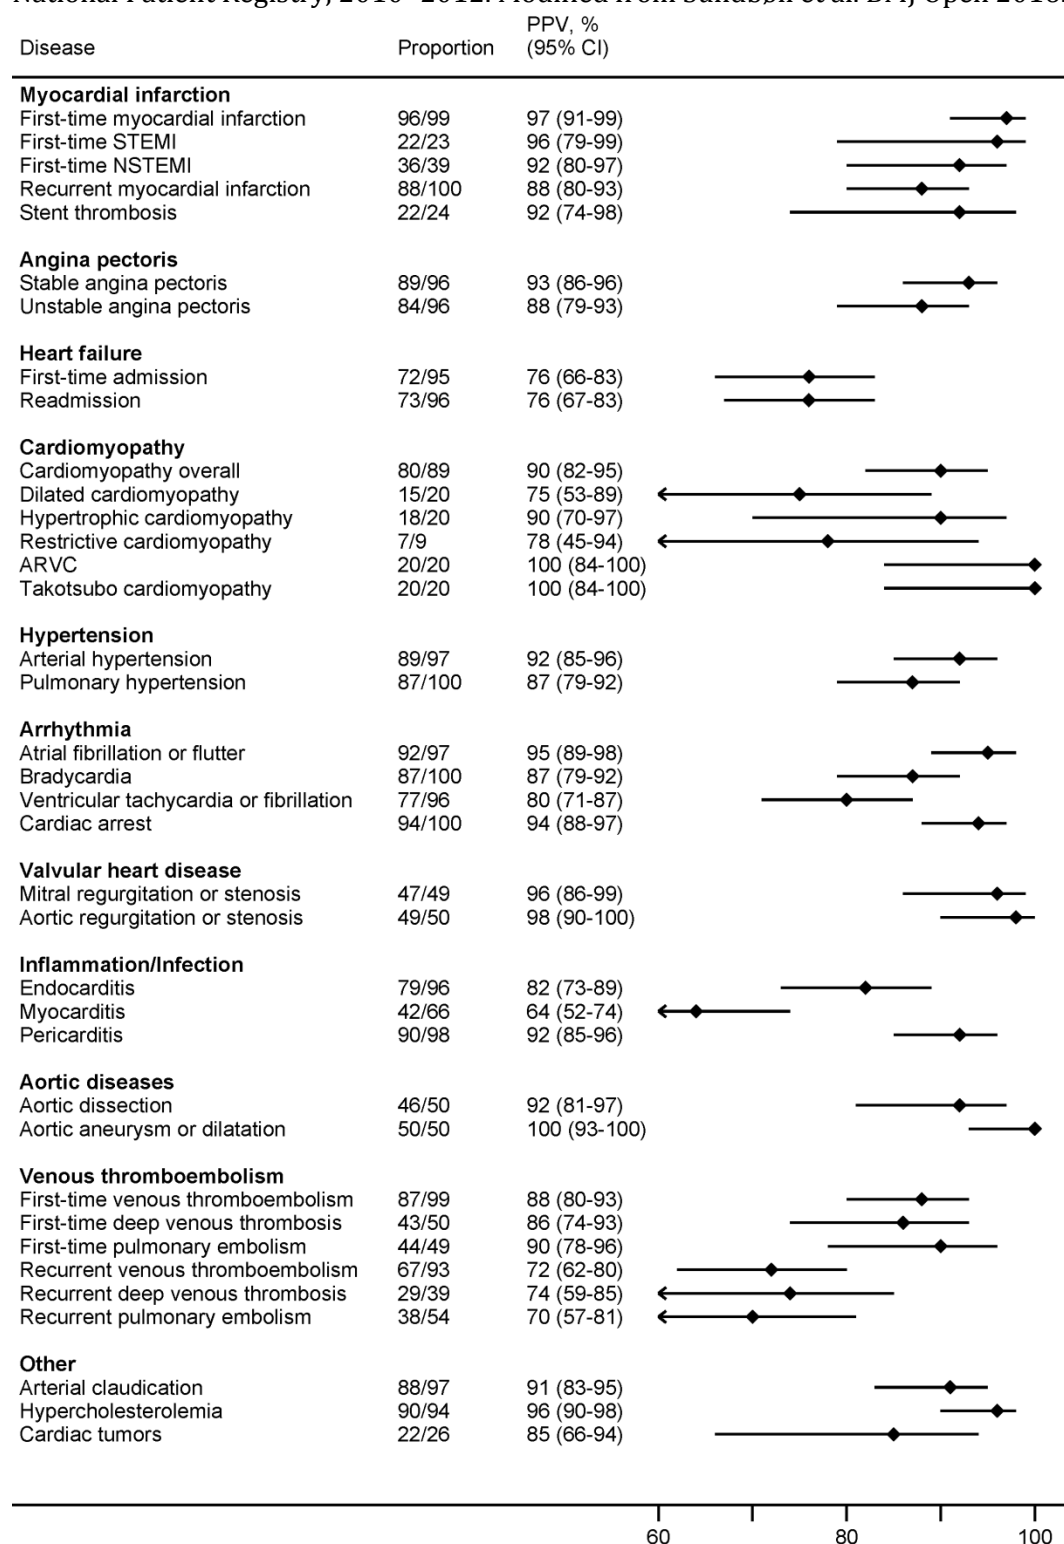 National Patient Registry, 2010–2012. Modified from Sundbøll et al. BMJ Open 2016.
Disease Proportion PPV, % (95% CI)
Myocardial infarction
First-time myocardial infarction 96/99 97 (91-99)
First-time STEMI 22/23 96 (79-99)
First-time NSTEMI 36/39 92 (80-97)
Recurrent myocardial infarction 88/100 88 (80-93)
Stent thrombosis 22/24 92 (74-98)
Angina pectoris
Stable angina pectoris 89/96 93 (86-96)
Unstable angina pectoris 84/96 88 (79-93)
Heart failure
First-time admission 72/95 76 (66-83)
Readmission 73/96 76 (67-83)
Cardiomyopathy
Cardiomyopathy overall 80/89 90 (82-95)
Dilated cardiomyopathy 15/20 75 (53-89)
Hypertrophic cardiomyopathy 18/20 90 (70-97)
Restrictive cardiomyopathy 7/9 78 (45-94)
ARVC 20/20 100 (84-100)
Takotsubo cardiomyopathy 20/20 100 (84-100)
Hypertension
Arterial hypertension 89/97 92 (85-96)
Pulmonary hypertension 87/100 87 (79-92)
Arrhythmia
Atrial fibrillation or flutter 92/97 95 (89-98)
Bradycardia 87/100 87 (79-92)
Ventricular tachycardia or fibrillation 77/96 80 (71-87)
Cardiac arrest 94/100 94 (88-97)
Valvular heart disease
Mitral regurgitation or stenosis 47/49 96 (86-99)
Aortic regurgitation or stenosis 49/50 98 (90-100)
Inflammation/Infection
Endocarditis 79/96 82 (73-89)
Myocarditis 42/66 64 (52-74)
Pericarditis 90/98 92 (85-96)
Aortic diseases
Aortic dissection 46/50 92 (81-97)
Aortic aneurysm or dilatation 50/50 100 (93-100)
Venous thromboembolism
First-time venous thromboembolism 87/99 88 (80-93)
First-time deep venous thrombosis 43/50 86 (74-93)
First-time pulmonary embolism 44/49 90 (78-96)
Recurrent venous thromboembolism 67/93 72 (62-80)
Recurrent deep venous thrombosis 29/39 74 (59-85)
Recurrent pulmonary embolism 38/54 70 (57-81)
Other
Arterial claudication 88/97 91 (83-95)
Hypercholesterolemia 90/94 96 (90-98)
Cardiac tumors 22/26 85 (66-94)
60 80 100